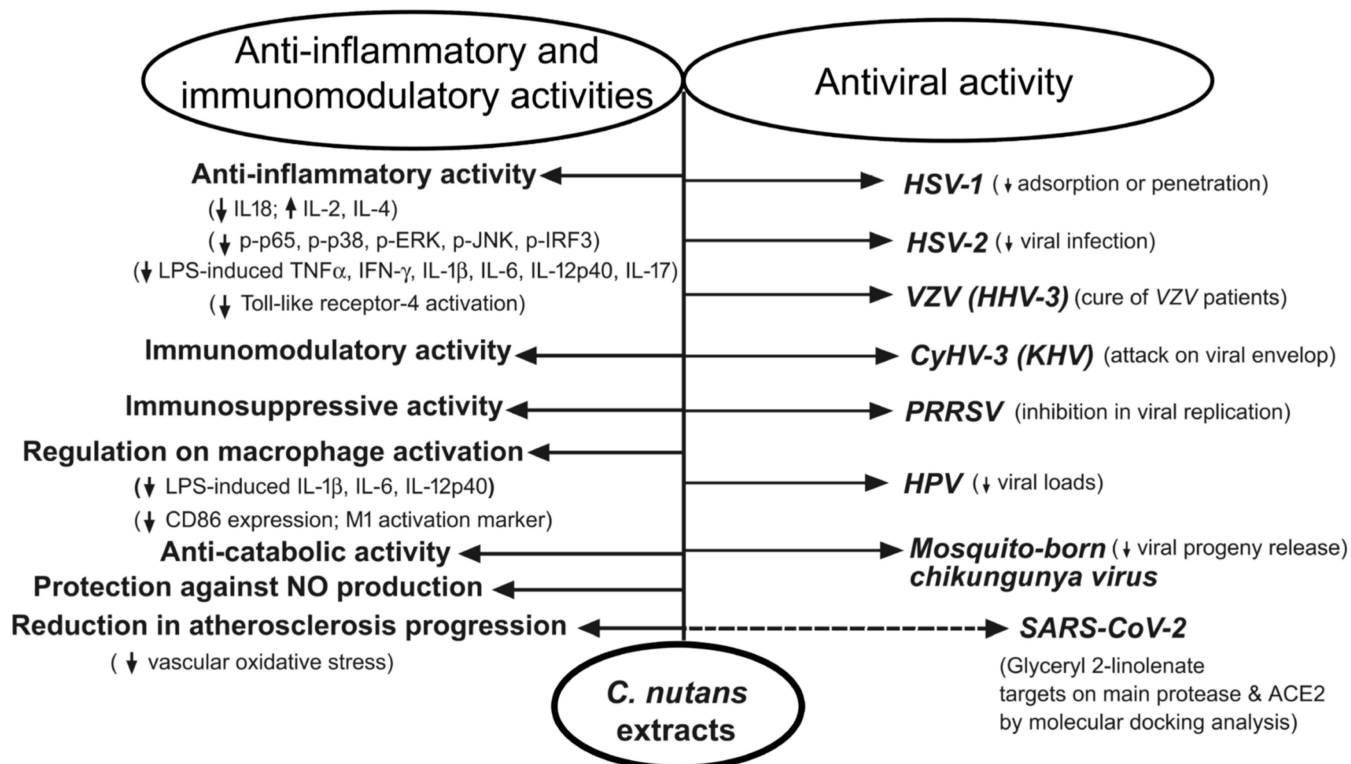 Anti-inflammatory and
immunomodulatory activities
Anti-inflammatory activity
(↓ IL18; ↑ IL-2, IL-4)
(↓ p-p65, p-p38, p-ERK, p-JNK, p-IRF3)
(↓ LPS-induced TNFα, IFN-γ, IL-1β, IL-6, IL-12p40, IL-17)
(↓ Toll-like receptor-4 activation)
Immunomodulatory activity
Immunosuppressive activity
Regulation on macrophage activation
(↓ LPS-induced IL-1β, IL-6, IL-12p40)
(↓ CD86 expression; M1 activation marker)
Anti-catabolic activity
Protection against NO production
Reduction in atherosclerosis progression
(↓ vascular oxidative stress)
Antiviral activity
HSV-1 (↓ adsorption or penetration)
HSV-2 (↓ viral infection)
VZV (HHV-3) (cure of VZV patients)
CyHV-3 (KHV) (attack on viral envelop)
PRRSV (inhibition in viral replication)
HPV (↓ viral loads)
Mosquito-born (↓ viral progeny release)
chikungunya virus
SARS-CoV-2
(Glyceryl 2-linolenate
targets on main protease & ACE2
by molecular docking analysis)
C. nutans
extracts